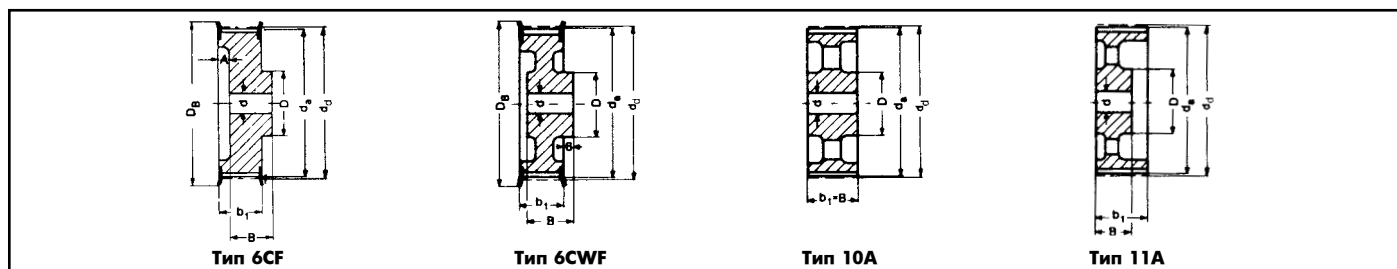 D_B
A
d
D
d_a
d_d
b_1
B
Тип 6CF
D_B
d
D
d_a
d_d
B
b_1
B
Тип 6CWF
d
D
d_a
d_d
b_1=B
Тип 10A
d
D
d_a
d_d
b_1
B
Тип 11A